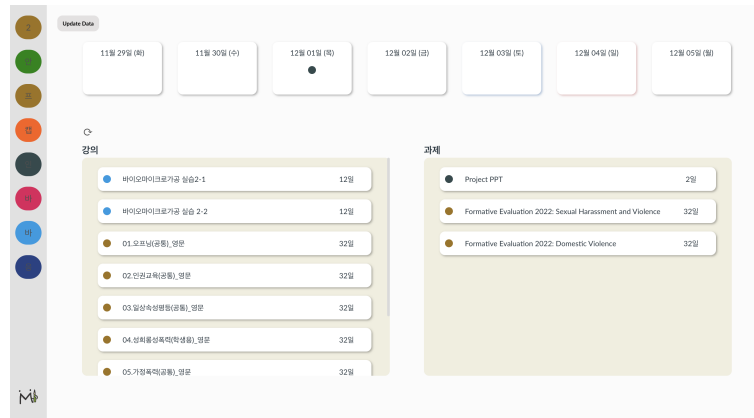 2
Update Data
11월 29일 (화)
11월 30일 (수)
12월 01일 (목)
12월 02일 (금)
12월 03일 (토)
12월 04일 (일)
12월 05일 (월)
캡
바
강의
바이오마이크로가공 실습2-1 12일
바이오마이크로가공 실습 2-2 12일
01.오프닝(공통)_영문 32일
02.인권교육(공통)_영문 32일
03.일상속성평등(공통)_영문 32일
04.성희롱성폭력(학생용)_영문 32일
05.가정폭력(공통)_영문 32일
과제
Project PPT 2일
Formative Evaluation 2022: Sexual Harassment and Violence 32일
Formative Evaluation 2022: Domestic Violence 32일